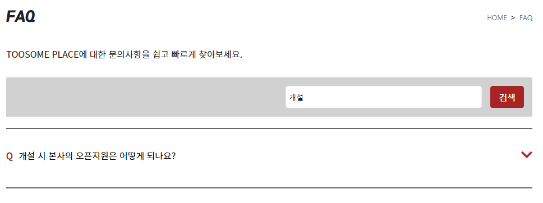 FAQ
HOME > FAQ
TOOSOME PLACE에 대한 문의사항을 쉽고 빠르게 찾아보세요.
개설
검색
Q 개설 시 본사의 오픈지원은 어떻게 되나요?